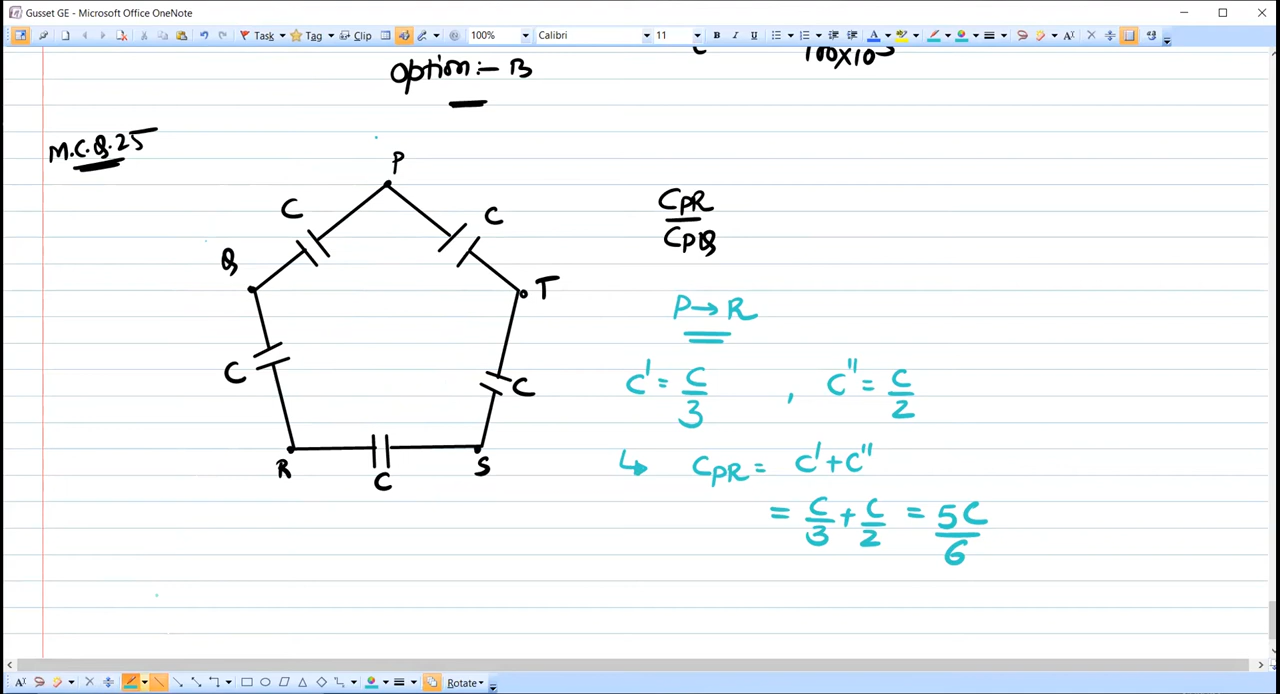 Gusset GE - Microsoft Office OneNote
Task Tag Clip 100% Calibri 11 B I U A
Option:- B
100x10
M.C.Q.25
P
C C
Q T
C C
R S
C
CPR
CPQ
P→R
C' = C/3 , C" = C/2
↳ CPR = C' + C"
= C/3 + C/2 = 5C/6
Rotate